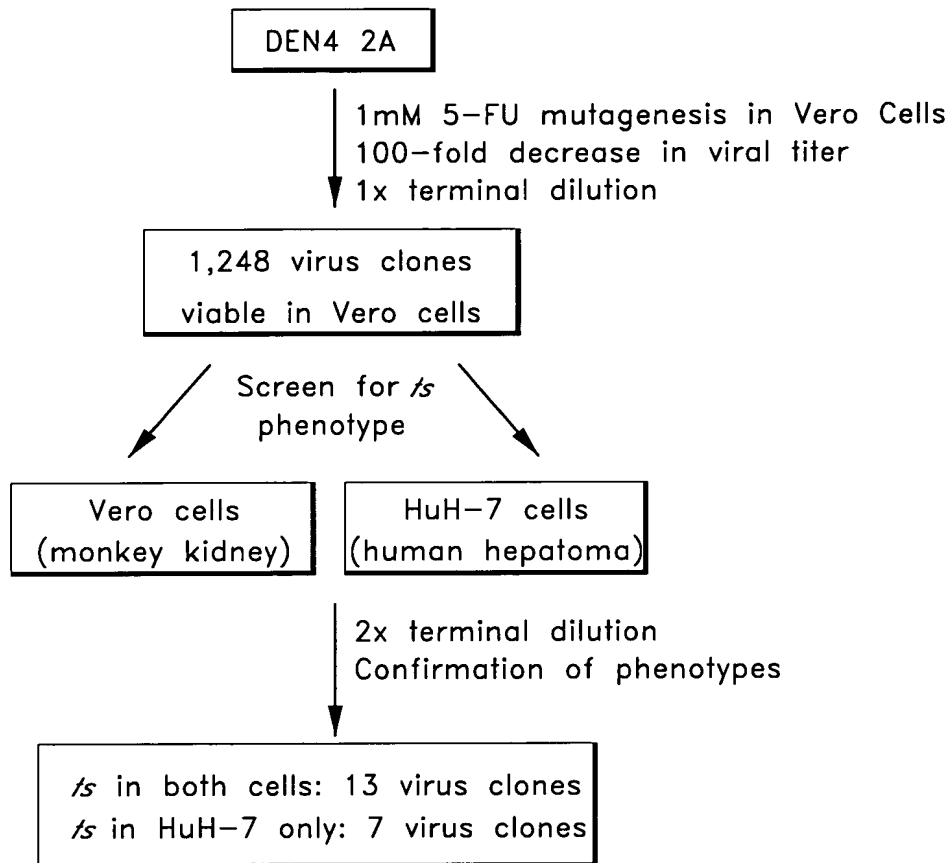 DEN4 2A
1mM 5-FU mutagenesis in Vero Cells
100-fold decrease in viral titer
1x terminal dilution
1,248 virus clones
viable in Vero cells
Screen for ts
phenotype
Vero cells
(monkey kidney)
HuH-7 cells
(human hepatoma)
2x terminal dilution
Confirmation of phenotypes
ts in both cells: 13 virus clones
ts in HuH-7 only: 7 virus clones